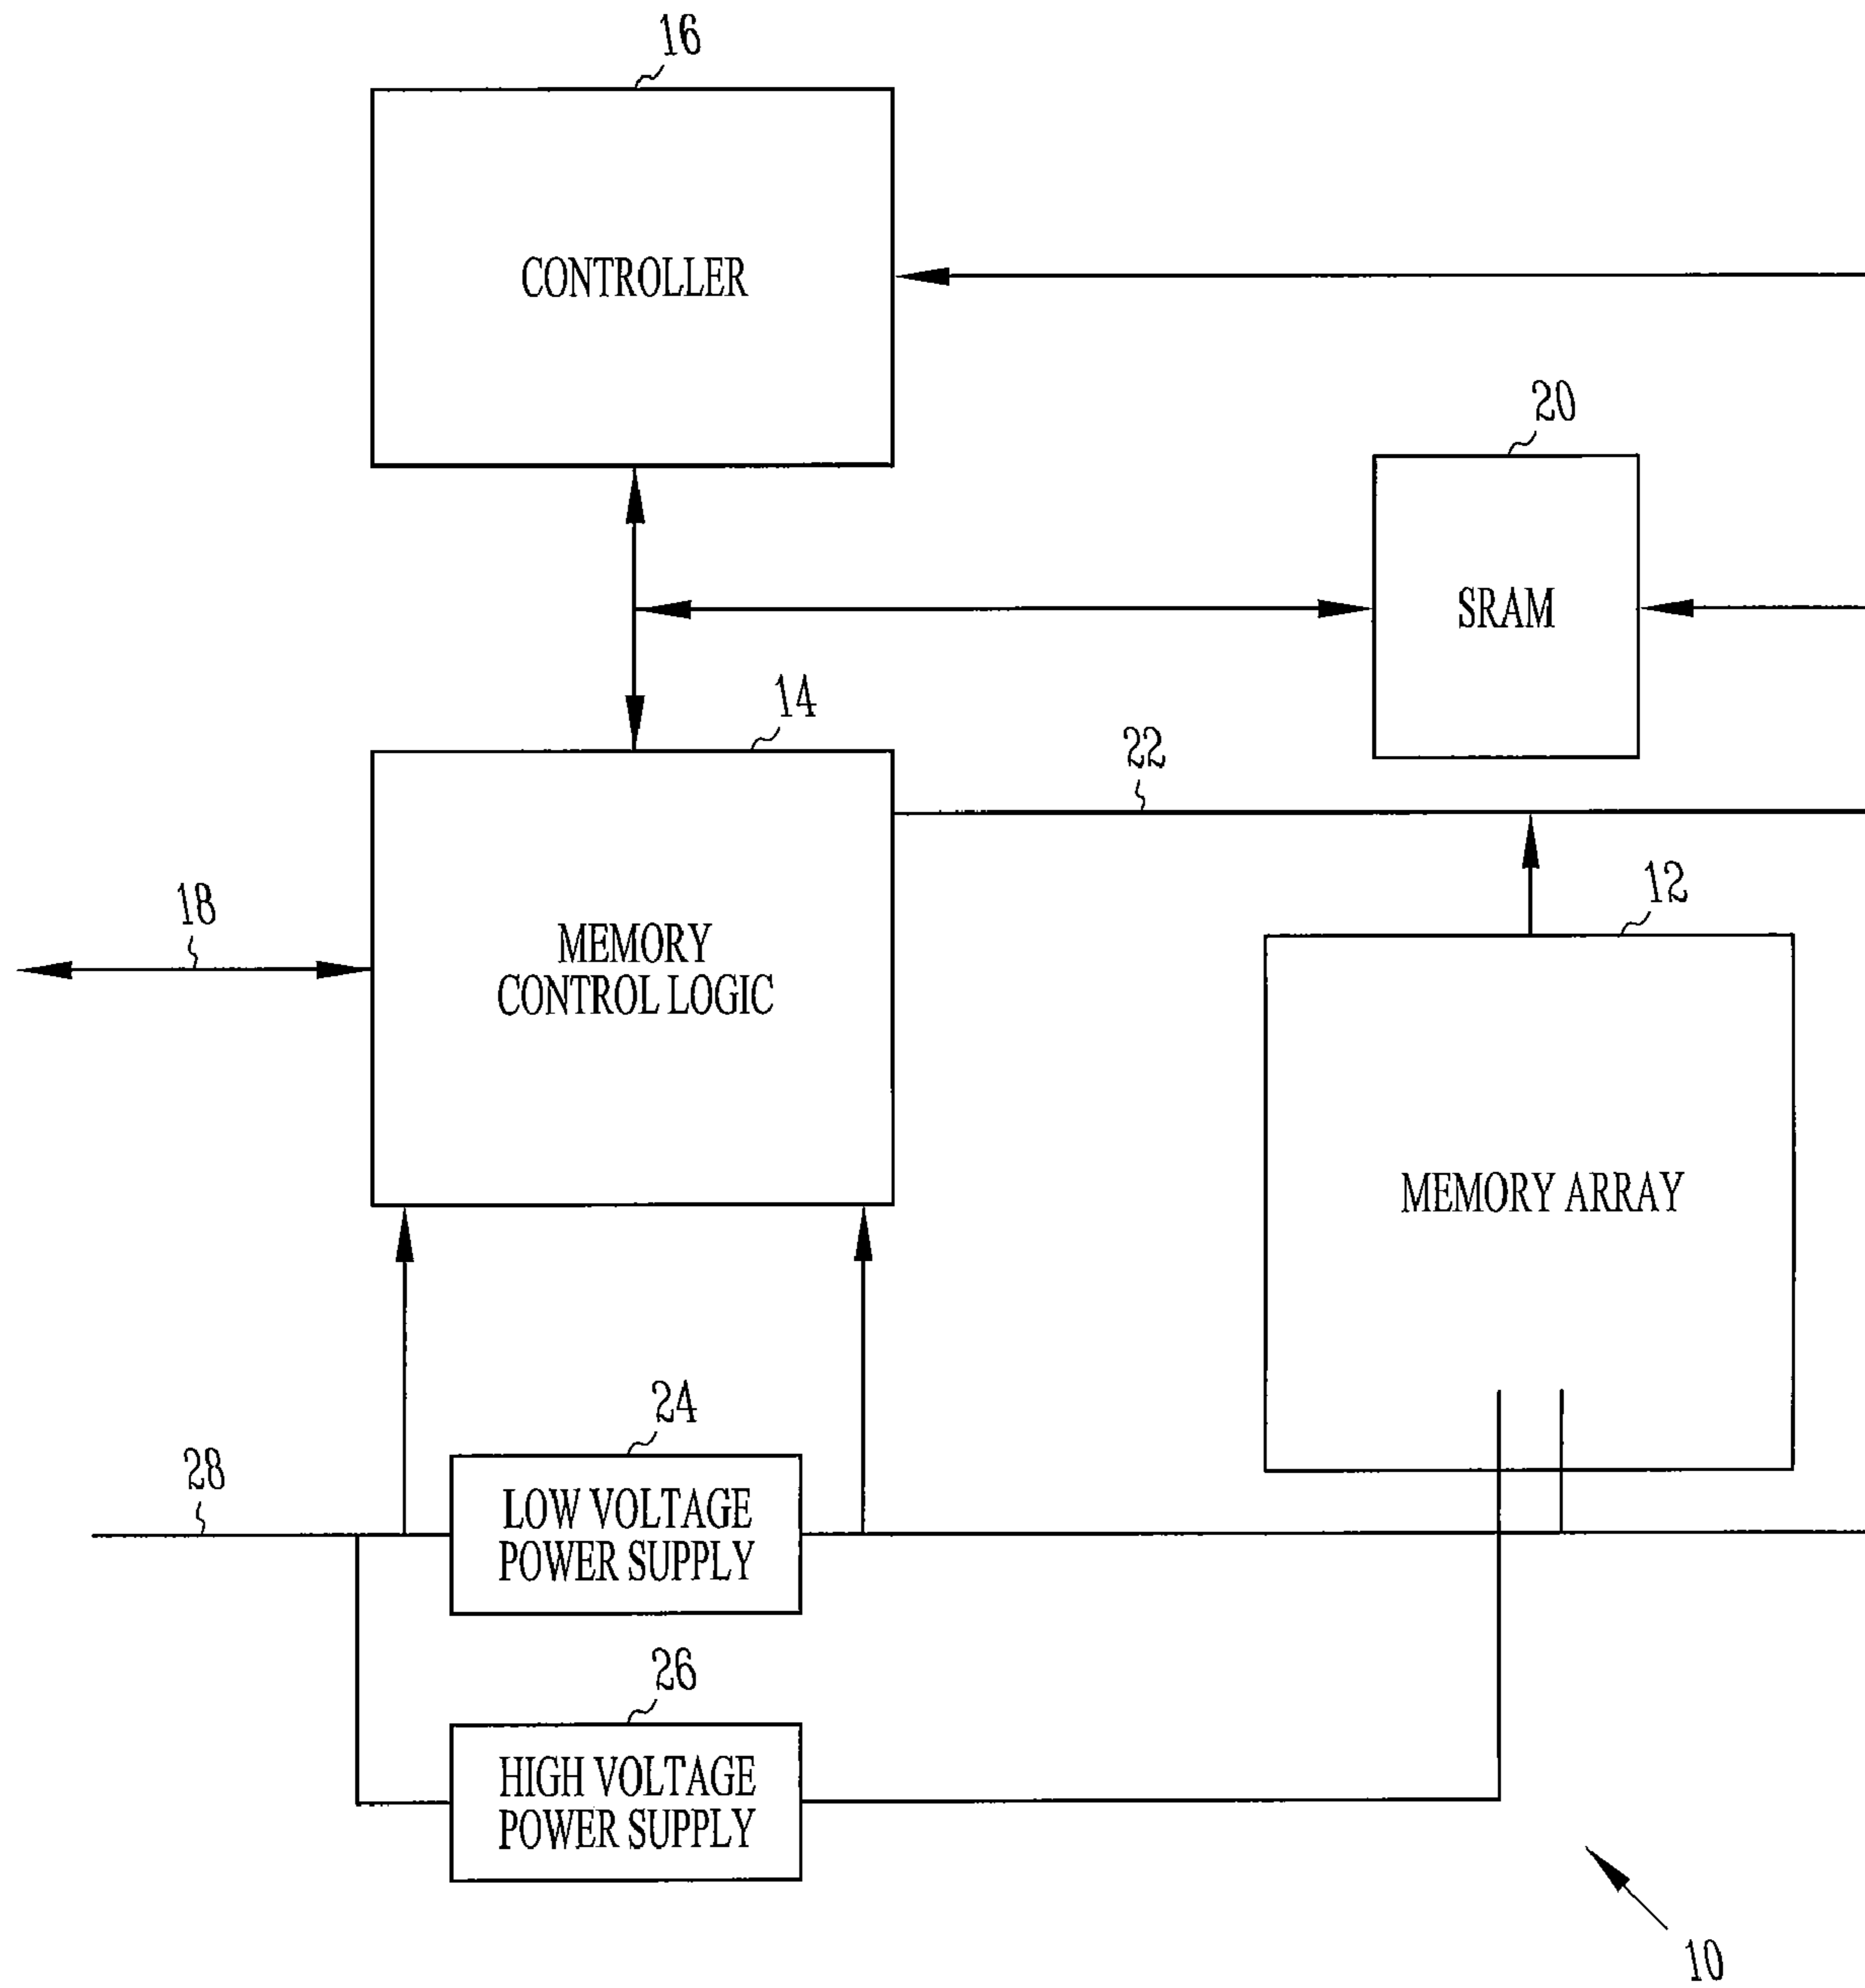 16
CONTROLLER
20
SRAM
14
22
18
MEMORY
CONTROL LOGIC
12
MEMORY ARRAY
24
28
LOW VOLTAGE
POWER SUPPLY
26
HIGH VOLTAGE
POWER SUPPLY
10